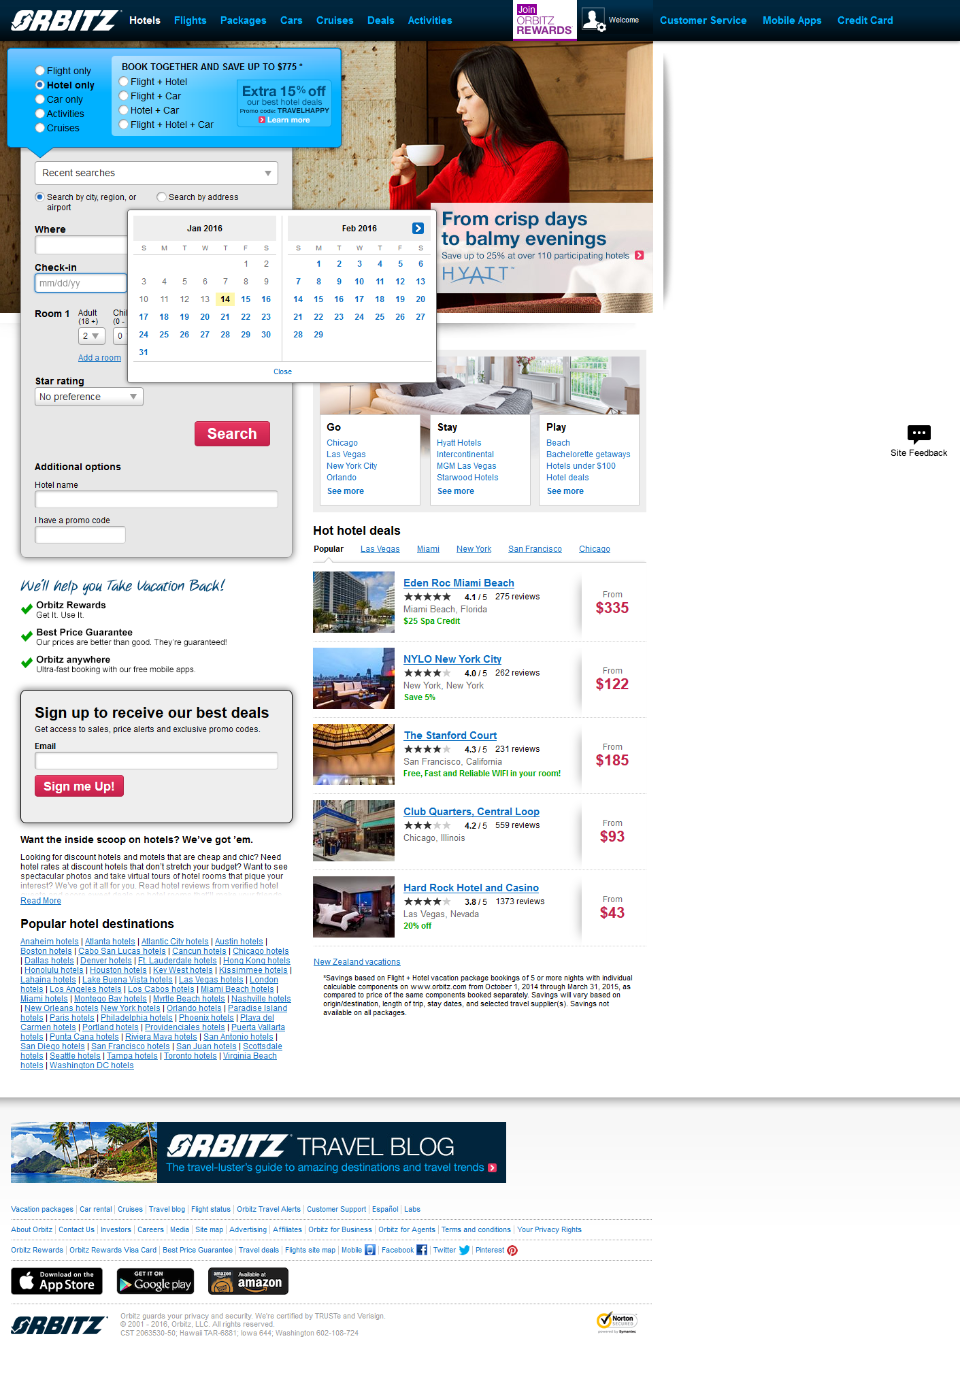 ORBITZ Hotels Flights Packages Cars Cruises Deals Activities Join ORBITZ REWARDS Welcome Customer Service Mobile Apps Credit Card
Flight only
Hotel only
Car only
Activities
Cruises
BOOK TOGETHER AND SAVE UP TO $775 *
Flight + Hotel
Flight + Car
Hotel + Car
Flight + Hotel + Car
Extra 15% off
our best hotel deals
Promo code: TRAVELHAPPY
Learn more
Recent searches
Search by city, region, or airport
Search by address
Where
Check-in
mm/dd/yy
Room 1 Adult (18 +)
2
0
Add a room
Jan 2016
S M T W T F S
1 2
3 4 5 6 7 8 9
10 11 12 13 14 15 16
17 18 19 20 21 22 23
24 25 26 27 28 29 30
31
Feb 2016
S M T W T F S
1 2 3 4 5 6
7 8 9 10 11 12 13
14 15 16 17 18 19 20
21 22 23 24 25 26 27
28 29
Close
From crisp days
to balmy evenings
Save up to 25% at over 110 participating hotels
HYATT
Star rating
No preference
Search
Additional options
Hotel name
I have a promo code
Go
Chicago
Las Vegas
New York City
Orlando
See more
Stay
Hyatt Hotels
Intercontinental
MGM Las Vegas
Starwood Hotels
See more
Play
Beach
Bachelorette getaways
Hotels under $100
Hotel deals
See more
Site Feedback
Hot hotel deals
Popular Las Vegas Miami New York San Francisco Chicago
Eden Roc Miami Beach
4.1 / 5 275 reviews
Miami Beach, Florida
$25 Spa Credit
From
$335
NYLO New York City
4.0 / 5 262 reviews
New York, New York
Save 5%
From
$122
The Stanford Court
4.3 / 5 231 reviews
San Francisco, California
Free, Fast and Reliable WIFI in your room!
From
$185
Club Quarters, Central Loop
4.2 / 5 559 reviews
Chicago, Illinois
From
$93
Hard Rock Hotel and Casino
3.8 / 5 1373 reviews
Las Vegas, Nevada
20% off
From
$43
New Zealand vacations
*Savings based on Flight + Hotel vacation package bookings of 5 or more nights with individual
calculable components on www.orbitz.com from October 1, 2014 through March 31, 2015, as
compared to price of the same components booked separately. Savings will vary based on
origin/destination, length of trip, stay dates, and selected travel supplier(s). Savings not
available on all packages.
We'll help you Take Vacation Back!
Orbitz Rewards
Get It. Use It.
Best Price Guarantee
Our prices are better than good. They're guaranteed!
Orbitz anywhere
Ultra-fast booking with our free mobile apps.
Sign up to receive our best deals
Get access to sales, price alerts and exclusive promo codes.
Email
Sign me Up!
Want the inside scoop on hotels? We've got 'em.
Looking for discount hotels and motels that are cheap and chic? Need
hotel rates at discount hotels that don't stretch your budget? Want to see
spectacular photos and take virtual tours of hotel rooms that pique your
interest? We've got it all for you. Read hotel reviews from verified hotel
Read More
Popular hotel destinations
Anaheim hotels | Atlanta hotels | Atlantic City hotels | Austin hotels |
Boston hotels | Cabo San Lucas hotels | Cancun hotels | Chicago hotels
| Dallas hotels | Denver hotels | Ft. Lauderdale hotels | Hong Kong hotels
| Honolulu hotels | Houston hotels | Key West hotels | Kissimmee hotels |
Lahaina hotels | Lake Buena Vista hotels | Las Vegas hotels | London
hotels | Los Angeles hotels | Los Cabos hotels | Miami Beach hotels |
Miami hotels | Montego Bay hotels | Myrtle Beach hotels | Nashville hotels
| New Orleans hotels New York hotels | Orlando hotels | Paradise Island
hotels | Paris hotels | Philadelphia hotels | Phoenix hotels | Playa del
Carmen hotels | Portland hotels | Providenciales hotels | Puerta Vallarta
hotels | Punta Cana hotels | Riviera Maya hotels | San Antonio hotels |
San Diego hotels | San Francisco hotels | San Juan hotels | Scottsdale
hotels | Seattle hotels | Tampa hotels | Toronto hotels | Virginia Beach
hotels | Washington DC hotels
ORBITZ TRAVEL BLOG
The travel-luster's guide to amazing destinations and travel trends
Vacation packages | Car rental | Cruises | Travel blog | Flight status | Orbitz Travel Alerts | Customer Support | Español | Labs
About Orbitz | Contact Us | Investors | Careers | Media | Site map | Advertising | Affiliates | Orbitz for Business | Orbitz for Agents | Terms and conditions | Your Privacy Rights
Orbitz Rewards | Orbitz Rewards Visa Card | Best Price Guarantee | Travel deals | Flights site map | Mobile | Facebook | Twitter | Pinterest
Download on the App Store
GET IT ON Google play
Available at amazon
ORBITZ
Orbitz guards your privacy and security. We're certified by TRUSTe and Verisign.
© 2001 - 2016, Orbitz, LLC. All rights reserved.
CST 2063530-50; Hawaii TAR-6881; Iowa 644; Washington 602-108-724
Norton
SECURED
powered by Symantec